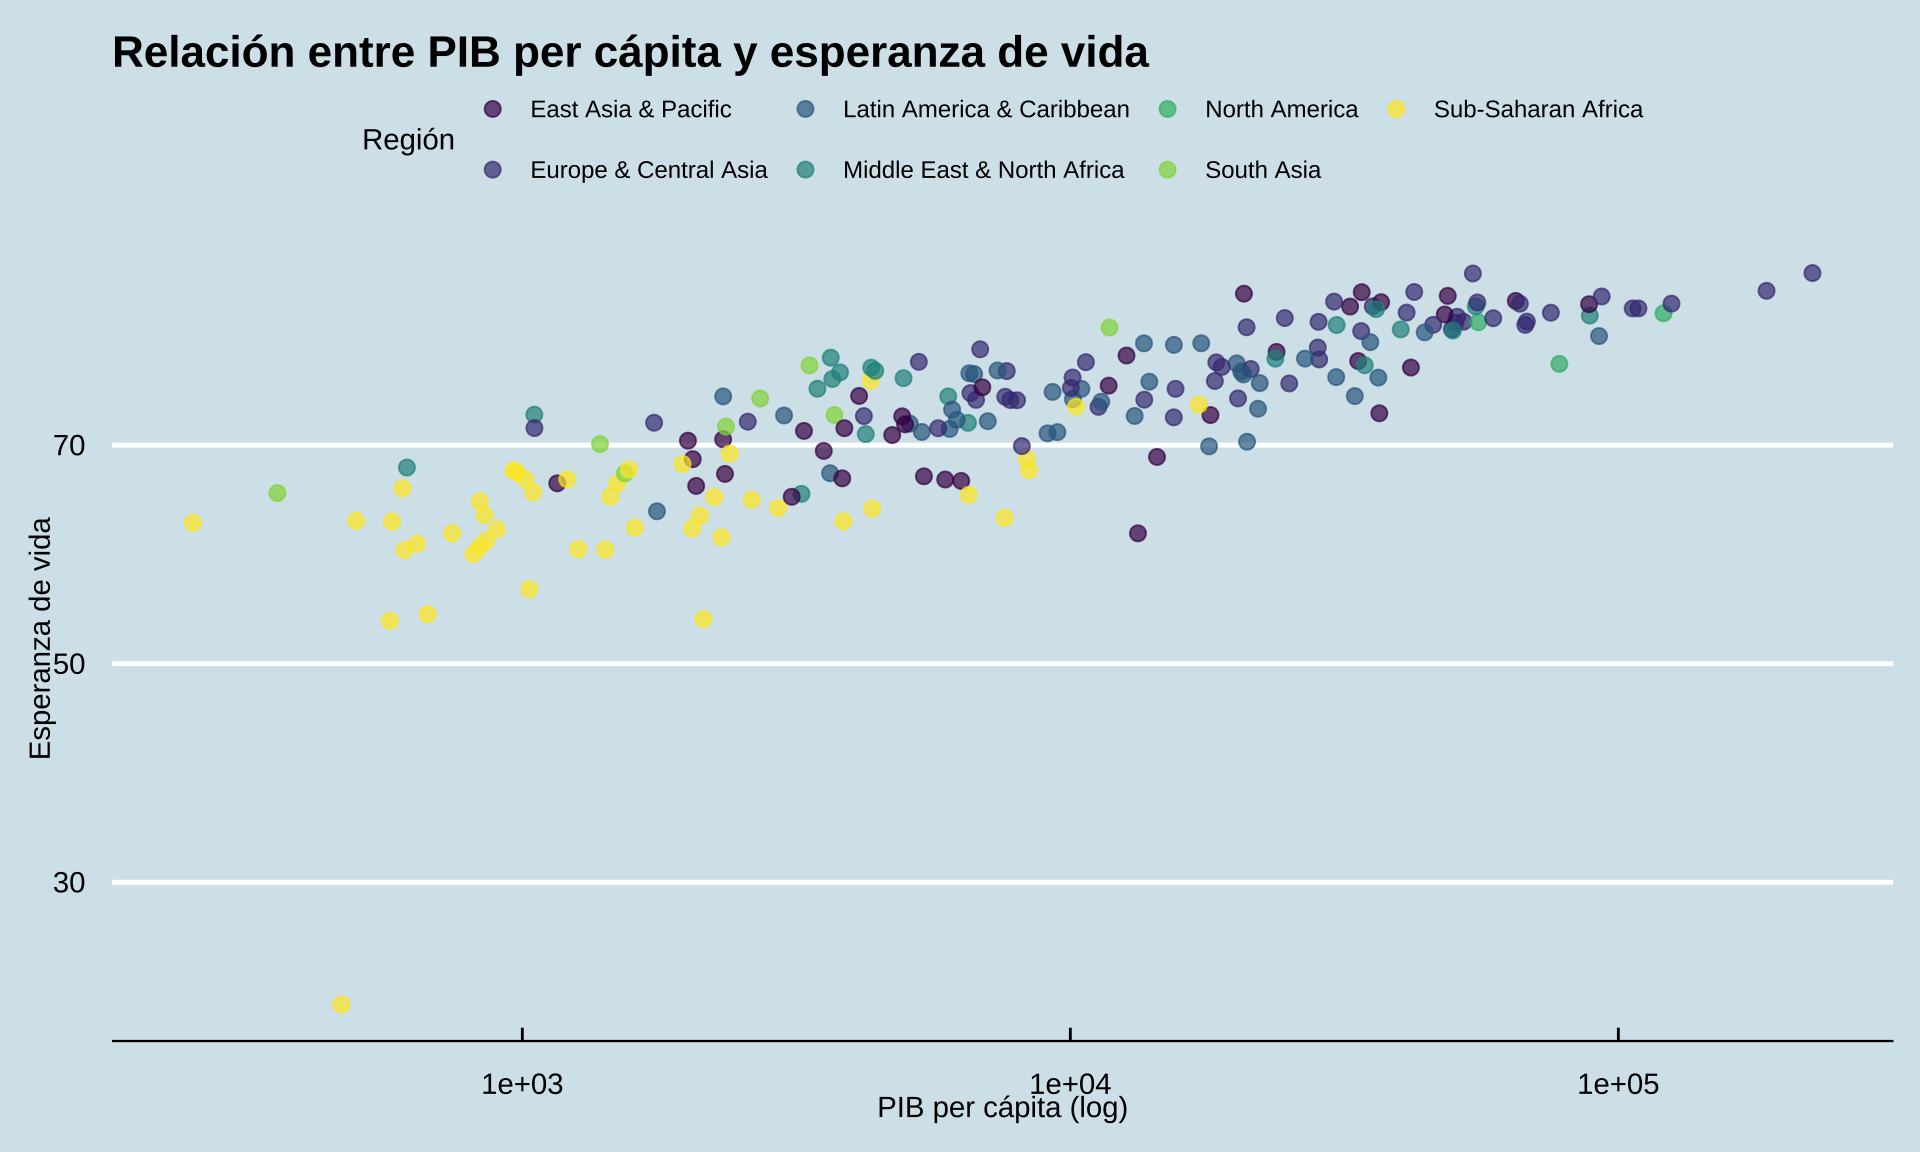 Relación entre PIB per cápita y esperanza de vida
Región
East Asia & Pacific
Latin America & Caribbean
North America
Sub-Saharan Africa
Europe & Central Asia
Middle East & North Africa
South Asia
Esperanza de vida
70
50
30
1e+03
1e+04
1e+05
PIB per cápita (log)